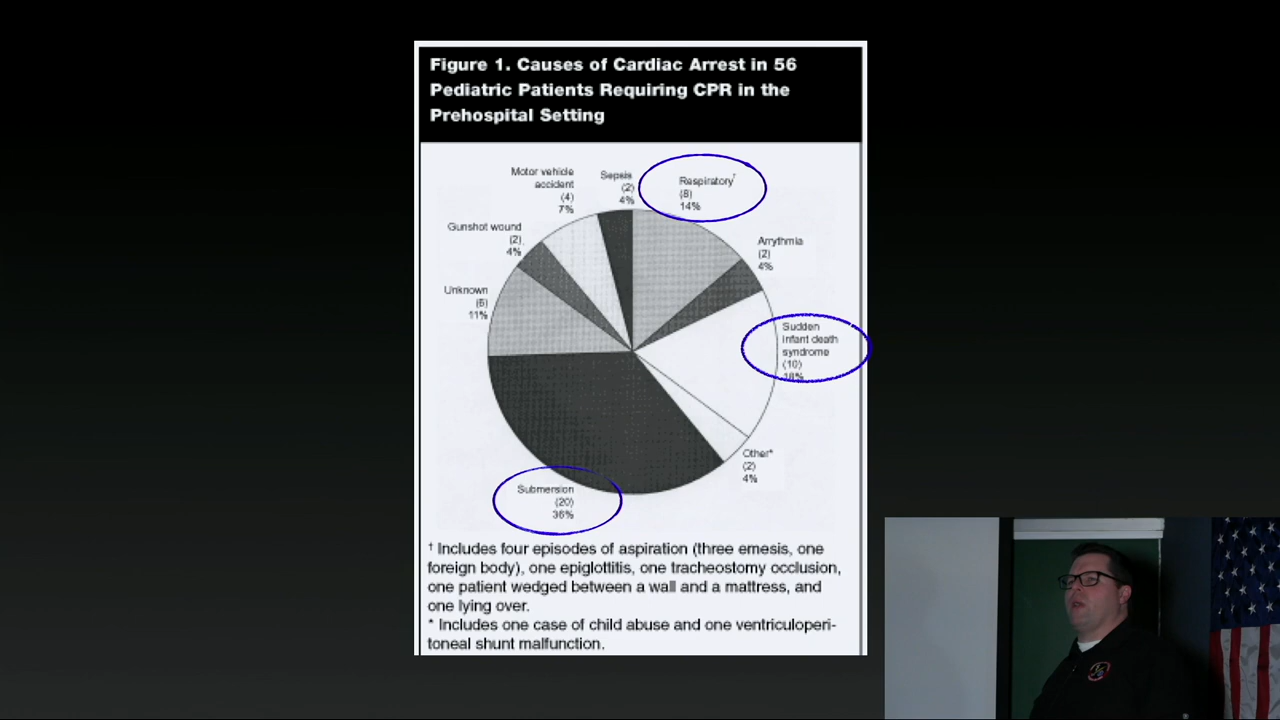 Figure 1. Causes of Cardiac Arrest in 56
Pediatric Patients Requiring CPR in the
Prehospital Setting
Motor vehicle
accident
(4)
7%
Sepsis
(2)
4%
Respiratory†
(8)
14%
Gunshot wound
(2)
4%
Arrythmia
(2)
4%
Unknown
(6)
11%
Sudden
infant death
syndrome
(10)
18%
Other*
(2)
4%
Submersion
(20)
36%
† Includes four episodes of aspiration (three emesis, one
foreign body), one epiglottitis, one tracheostomy occlusion,
one patient wedged between a wall and a mattress, and
one lying over.
* Includes one case of child abuse and one ventriculoperi-
toneal shunt malfunction.